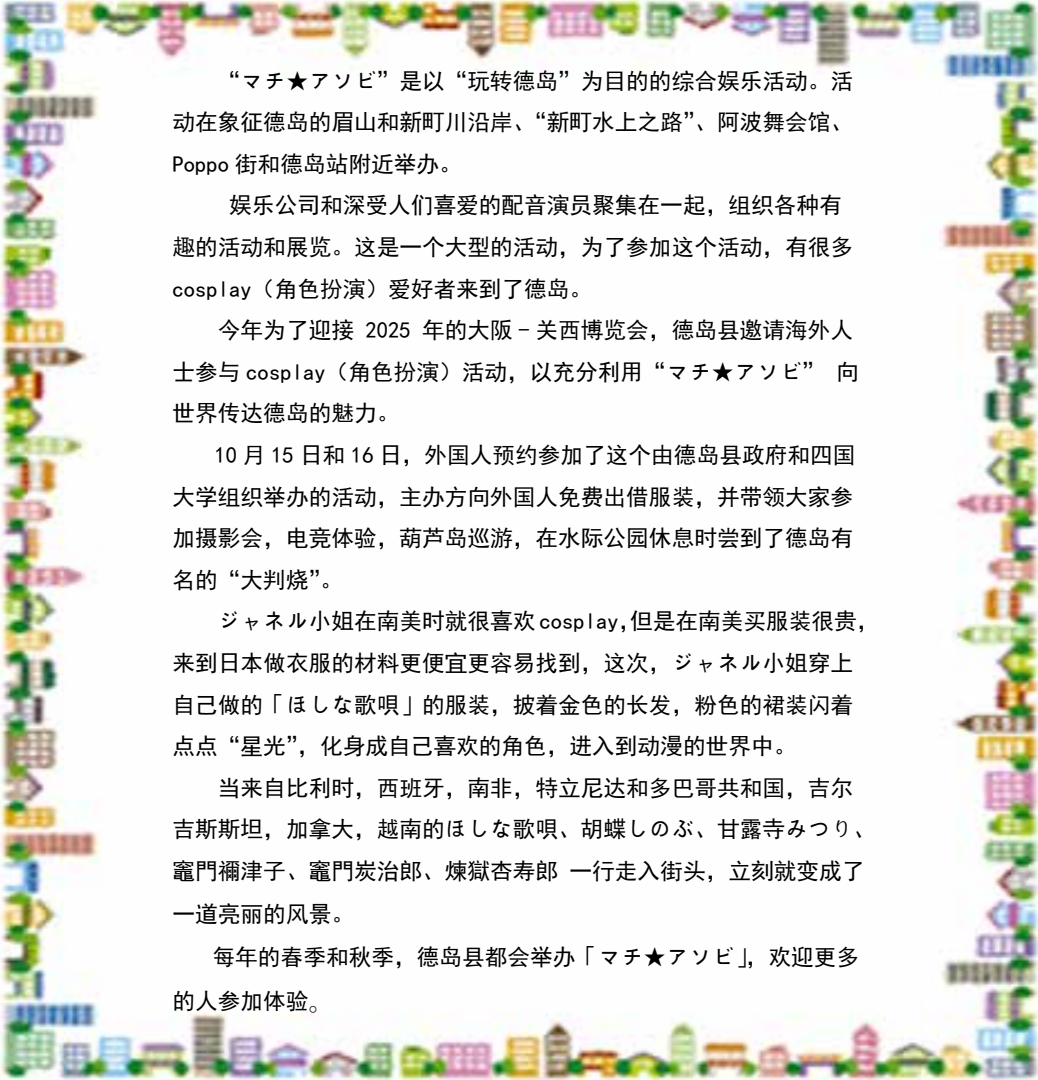 “マチ★アソビ”是以“玩转德岛”为目的的综合娱乐活动。活
动在象征德岛的眉山和新町川沿岸、“新町水上之路”、阿波舞会馆、
Poppo 街和德岛站附近举办。
娱乐公司和深受人们喜爱的配音演员聚集在一起，组织各种有
趣的活动和展览。这是一个大型的活动，为了参加这个活动，有很多
cosplay（角色扮演）爱好者来到了德岛。
今年为了迎接 2025 年的大阪－关西博览会，德岛县邀请海外人
士参与 cosplay（角色扮演）活动，以充分利用“マチ★アソビ” 向
世界传达德岛的魅力。
10 月 15 日和 16 日，外国人预约参加了这个由德岛县政府和四国
大学组织举办的活动，主办方向外国人免费出借服装，并带领大家参
加摄影会，电竞体验，葫芦岛巡游，在水际公园休息时尝到了德岛有
名的“大判烧”。
ジャネル小姐在南美时就很喜欢 cosplay,但是在南美买服装很贵，
来到日本做衣服的材料更便宜更容易找到，这次，ジャネル小姐穿上
自己做的「ほしな歌唄」的服装，披着金色的长发，粉色的裙装闪着
点点“星光”，化身成自己喜欢的角色，进入到动漫的世界中。
当来自比利时，西班牙，南非，特立尼达和多巴哥共和国，吉尔
吉斯斯坦，加拿大，越南的ほしな歌唄、胡蝶しのぶ、甘露寺みつり、
竈門禰津子、竈門炭治郎、煉獄杏寿郎 一行走入街头，立刻就变成了
一道亮丽的风景。
每年的春季和秋季，德岛县都会举办「マチ★アソビ」，欢迎更多
的人参加体验。